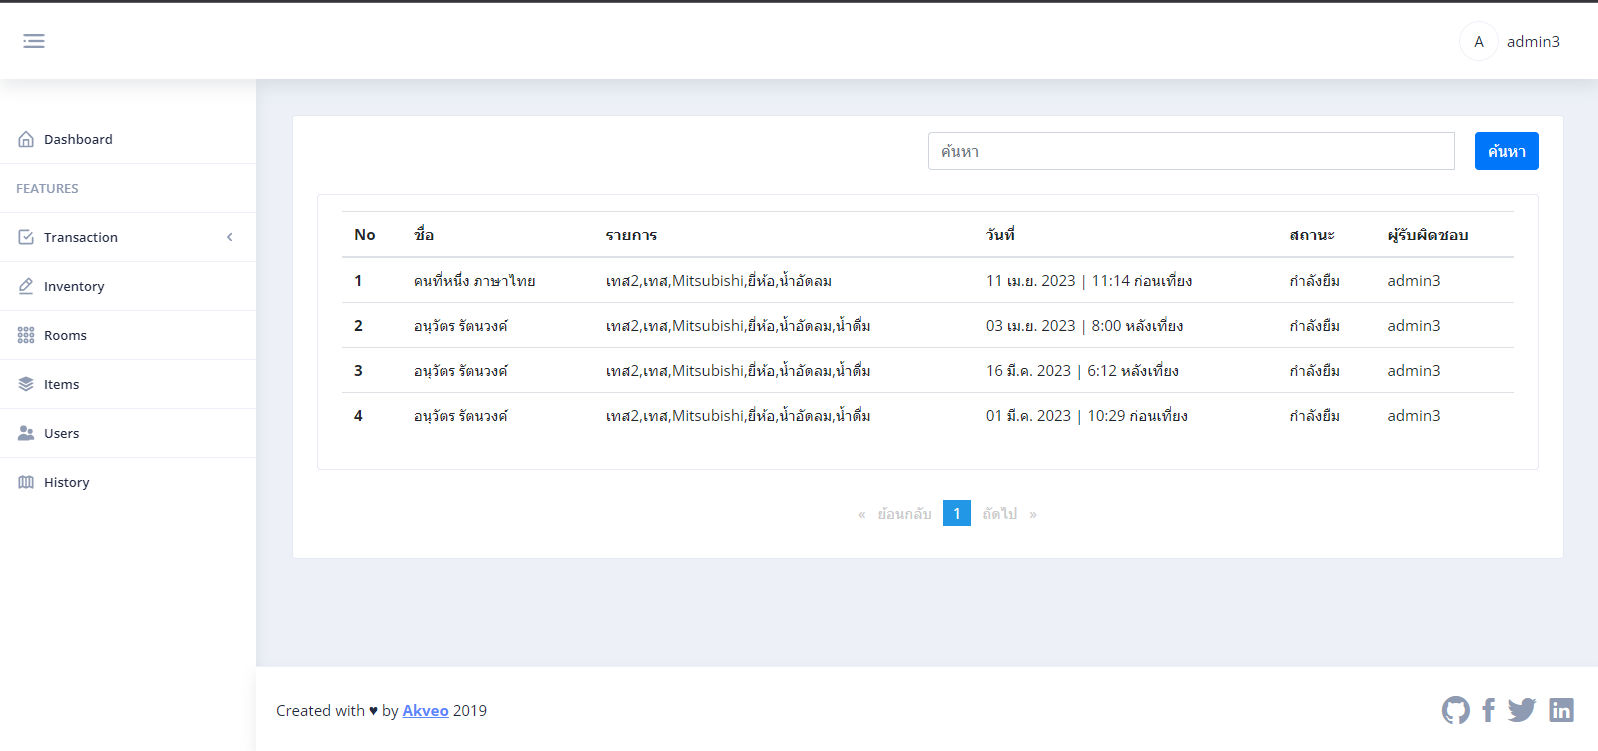 A admin3
Dashboard
FEATURES
Transaction
Inventory
Rooms
Items
Users
History
ค้นหา ค้นหา
No ชื่อ รายการ วันที่ สถานะ ผู้รับผิดชอบ
1 คนที่หนึ่ง ภาษาไทย เทส2,เทส,Mitsubishi,ยี่ห้อ,น้ำอัดลม 11 เม.ย. 2023 | 11:14 ก่อนเที่ยง กำลังยืม admin3
2 อนุวัตร รัตนวงค์ เทส2,เทส,Mitsubishi,ยี่ห้อ,น้ำอัดลม,น้ำดื่ม 03 เม.ย. 2023 | 8:00 หลังเที่ยง กำลังยืม admin3
3 อนุวัตร รัตนวงค์ เทส2,เทส,Mitsubishi,ยี่ห้อ,น้ำอัดลม,น้ำดื่ม 16 มี.ค. 2023 | 6:12 หลังเที่ยง กำลังยืม admin3
4 อนุวัตร รัตนวงค์ เทส2,เทส,Mitsubishi,ยี่ห้อ,น้ำอัดลม,น้ำดื่ม 01 มี.ค. 2023 | 10:29 ก่อนเที่ยง กำลังยืม admin3
« ย้อนกลับ 1 ถัดไป »
Created with ♥ by Akveo 2019